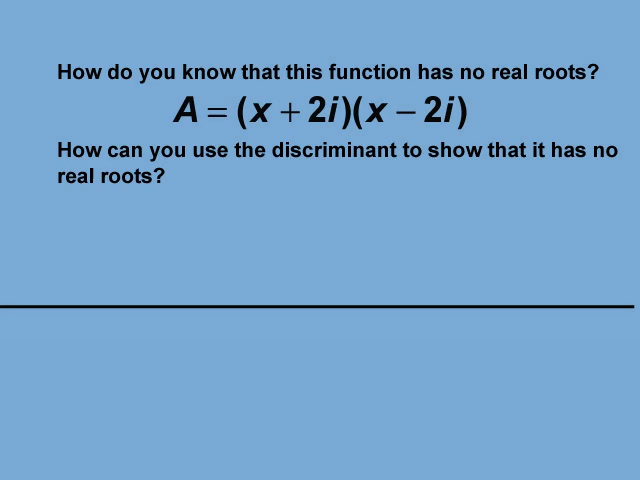 How do you know that this function has no real roots?
A = (x + 2i)(x − 2i)
How can you use the discriminant to show that it has no
real roots?